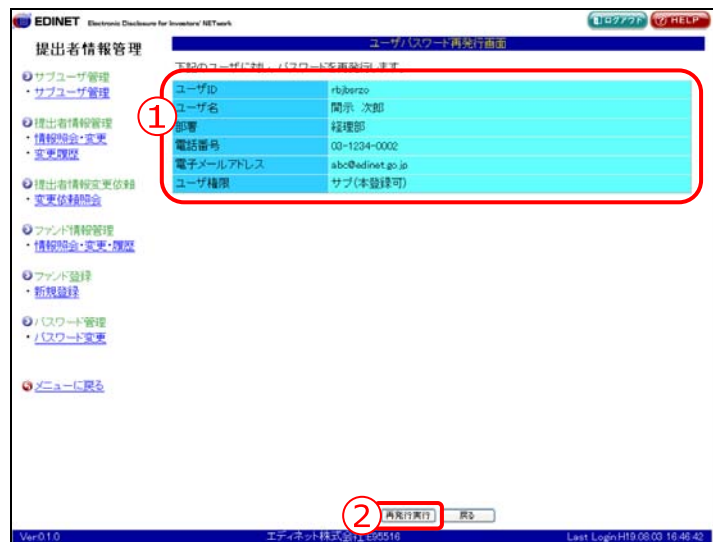 EDINET Electronic Disclosure for Investors' NETwork
ログアウト
HELP
提出者情報管理
ユーザパスワード再発行画面
下記のユーザに対し、パスワードを再発行します。
①
ユーザID rbjbsrzo
ユーザ名 開示 次郎
部署 経理部
電話番号 03-1234-0002
電子メールアドレス abc@edinet.go.jp
ユーザ権限 サブ(本登録可)
サブユーザ管理
・サブユーザ管理
提出者情報管理
・情報照会・変更
・変更履歴
提出者情報変更依頼
・変更依頼照会
ファンド情報管理
・情報照会・変更・履歴
ファンド登録
・新規登録
パスワード管理
・パスワード変更
メニューに戻る
②
再発行実行
戻る
Ver0.1.0
エディネット株式会社 E95516
Last Login H19.08.03 16:46:42